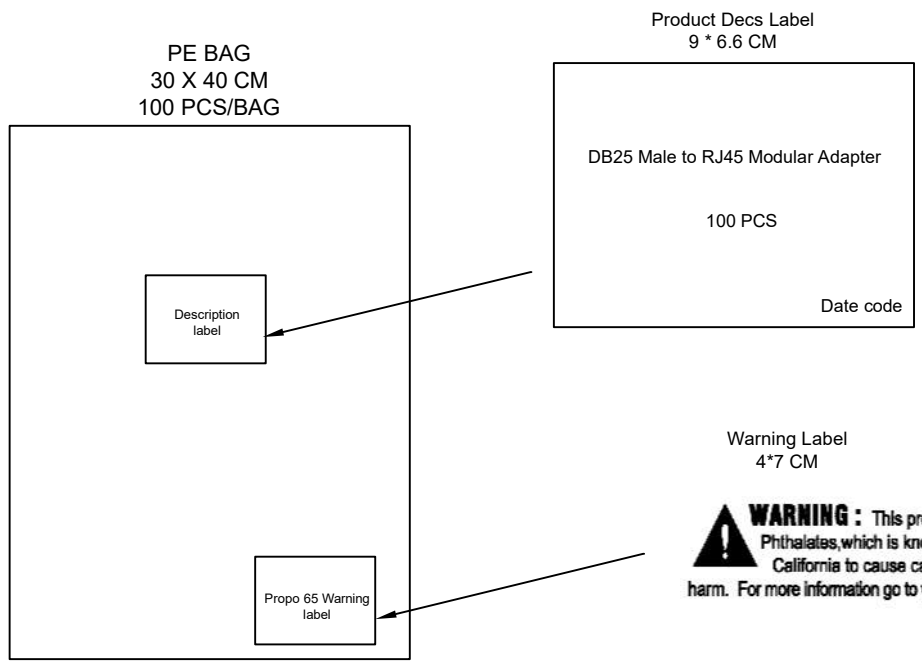 Product Decs Label
9 * 6.6 CM
PE BAG
30 X 40 CM
100 PCS/BAG
DB25 Male to RJ45 Modular Adapter
100 PCS
Date code
Description
label
Warning Label
4*7 CM
WARNING : This
Phthalates,which is
California to cause
harm. For more information go to
Propo 65 Warning
label